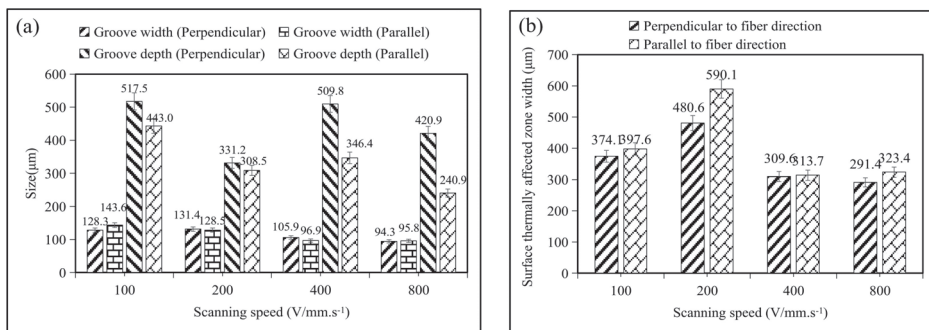 (a)
Groove width (Perpendicular) Groove width (Parallel)
Groove depth (Perpendicular) Groove depth (Parallel)
Size(μm)
600
500
400
300
200
100
0
128.3 143.6 517.5 443.0
131.4 128.5 331.2 308.5
105.9 96.9 509.8 346.4
94.3 95.8 420.9 240.9
100 200 400 800
Scanning speed (V/mm.s-1)
(b)
Perpendicular to fiber direction
Parallel to fiber direction
Surface thermally affected zone width (μm)
700
600
500
400
300
200
100
0
374.1 397.6
480.6 590.1
309.6 313.7
291.4 323.4
100 200 400 800
Scanning speed (V/mm.s-1)